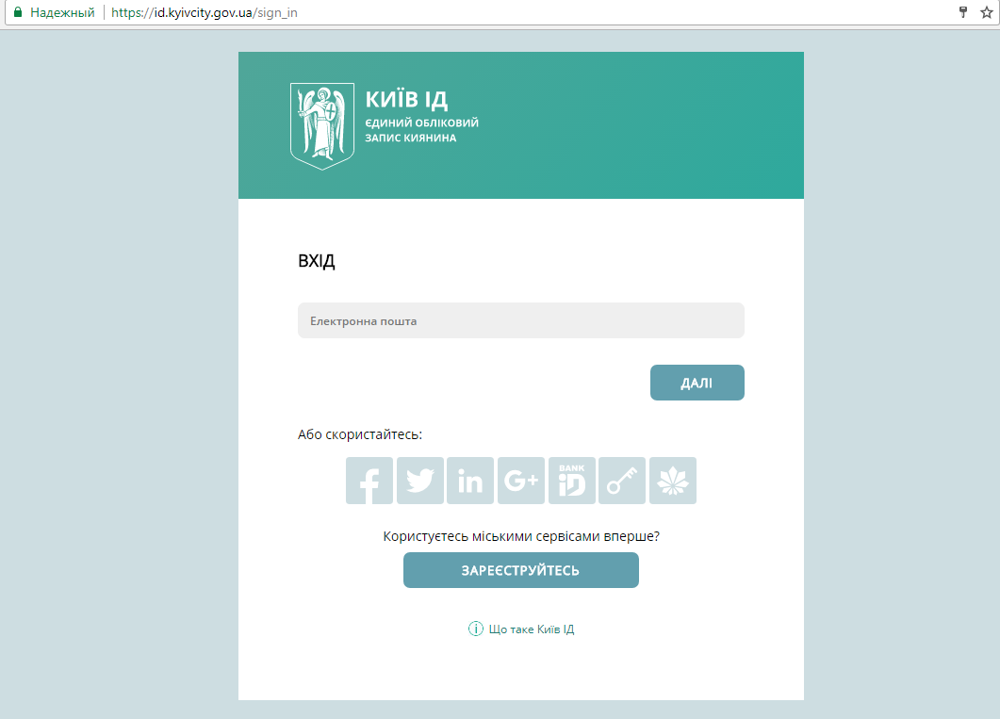 Надежный https://id.kyivcity.gov.ua/sign_in
КИЇВ ІД
ЄДИНИЙ ОБЛІКОВИЙ
ЗАПИС КИЯНИНА
ВХІД
Електронна пошта
ДАЛІ
Або скористайтесь:
f in G+ BANK iD
Користуєтесь міськими сервісами вперше?
ЗАРЕЄСТРУЙТЕСЬ
i Що таке Київ ІД